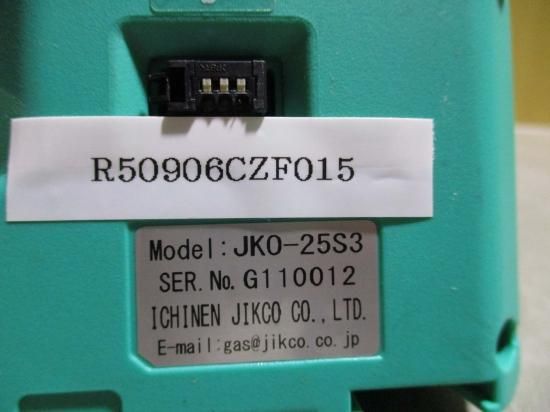 R50906CZF015
Model:JKO-25S3
SER.No.G110012
ICHINEN JIKCO CO.,LTD.
E-mail:gas@jikco.co.jp